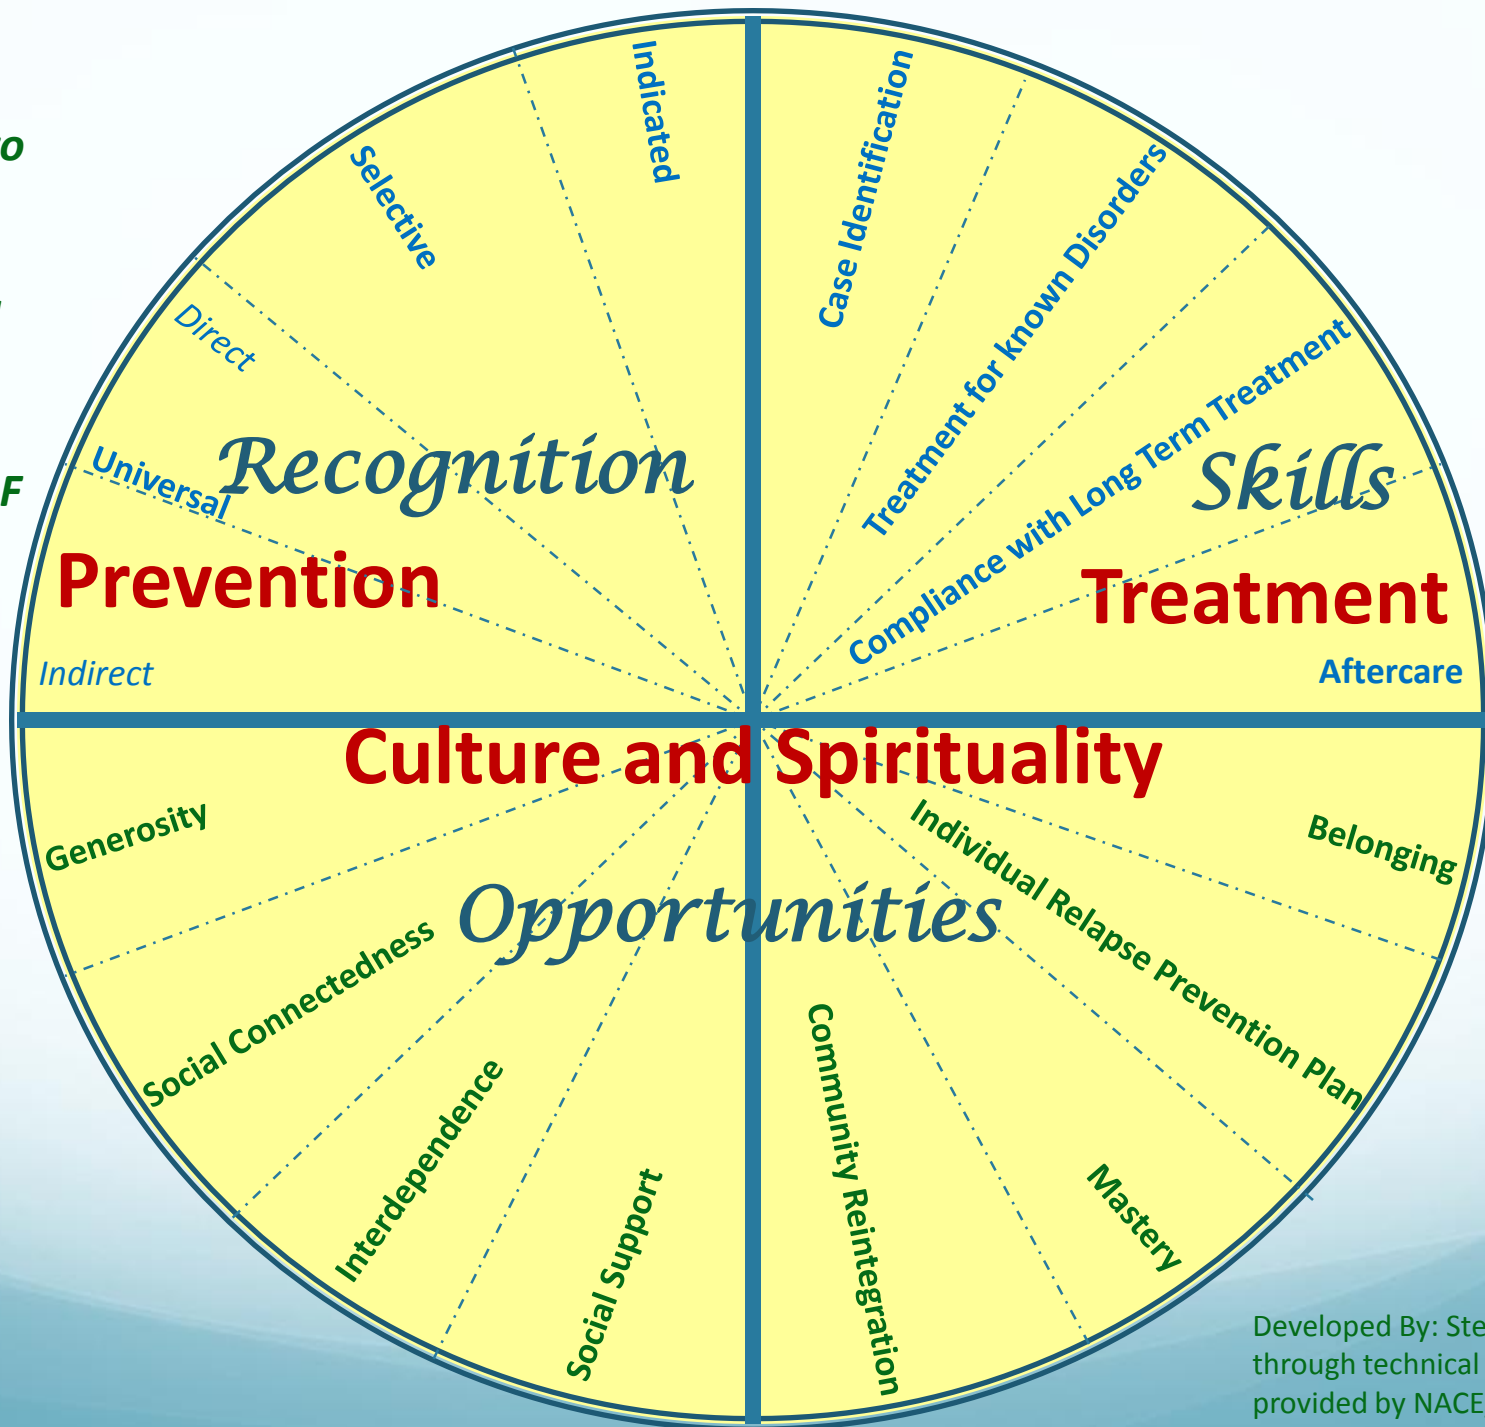 Indicated
Case Identification
Selective
Treatment for known Disorders
Direct
Compliance with Long Term Treatment
Universal
Recognition
Skills
F
Prevention
Treatment
Indirect
Aftercare
Culture and Spirituality
Generosity
Belonging
Individual Relapse Prevention Plan
Opportunities
Social Connectedness
Community Reintegration
Interdependence
Mastery
Social Support
Developed By:
through technical
provided by